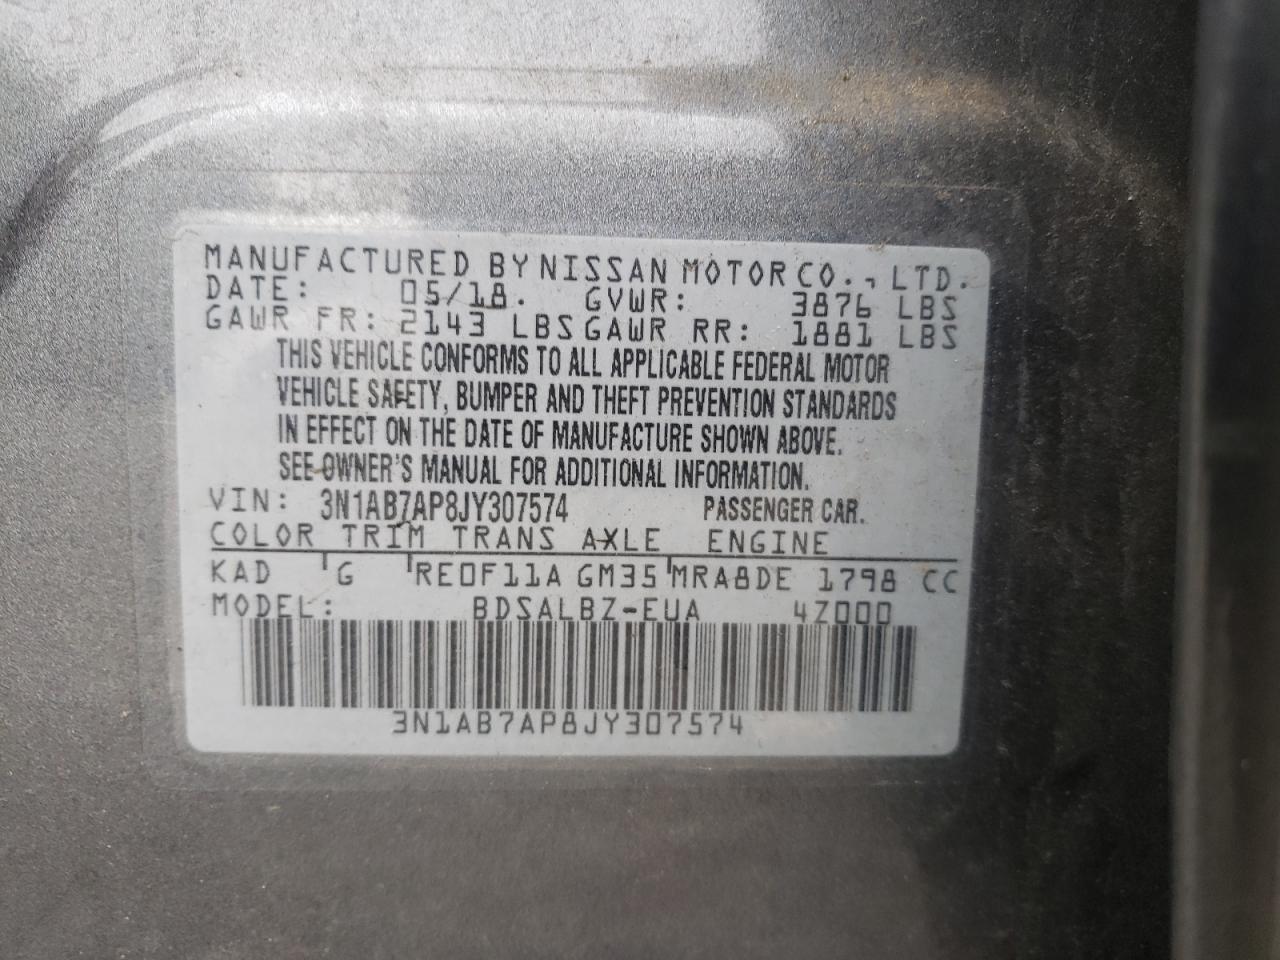 MANUFACTURED BY NISSAN MOTOR CO., LTD.
DATE: 05/18. GVWR: 3876 LBS
GAWR FR: 2143 LBS GAWR RR: 1881 LBS
THIS VEHICLE CONFORMS TO ALL APPLICABLE FEDERAL MOTOR
VEHICLE SAFETY, BUMPER AND THEFT PREVENTION STANDARDS
IN EFFECT ON THE DATE OF MANUFACTURE SHOWN ABOVE.
SEE OWNER'S MANUAL FOR ADDITIONAL INFORMATION.
VIN: 3N1AB7AP8JY307574 PASSENGER CAR.
COLOR TRIM TRANS AXLE ENGINE
KAD G RE0F11A GM35 MRA8DE 1798 CC
MODEL: BDSALBZ-EUA 4Z000
3N1AB7AP8JY307574